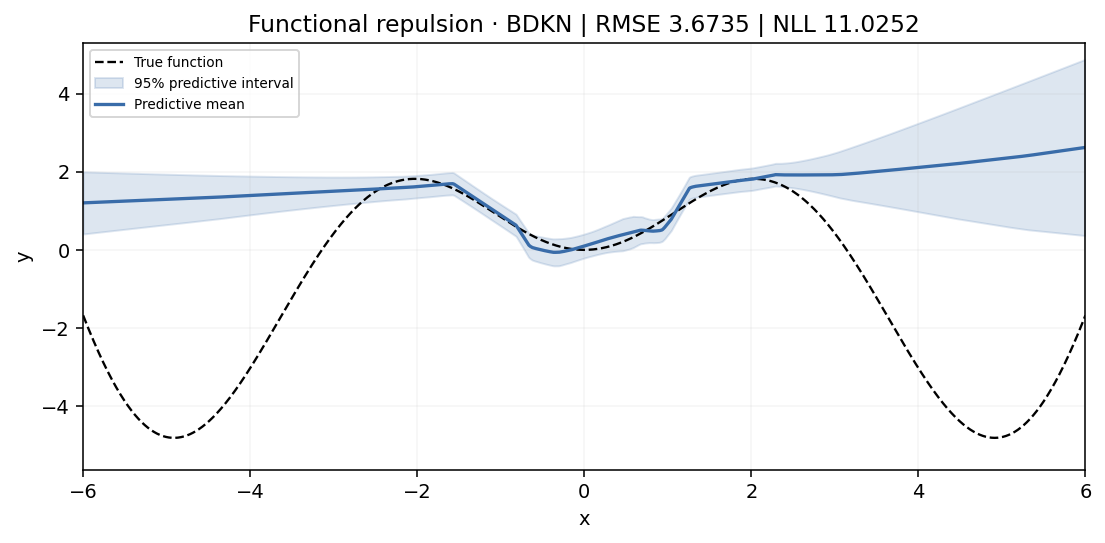 Functional repulsion · BDKN | RMSE 3.6735 | NLL 11.0252
True function
95% predictive interval
Predictive mean
y
4
2
0
−2
−4
−6
−4
−2
0
2
4
6
x